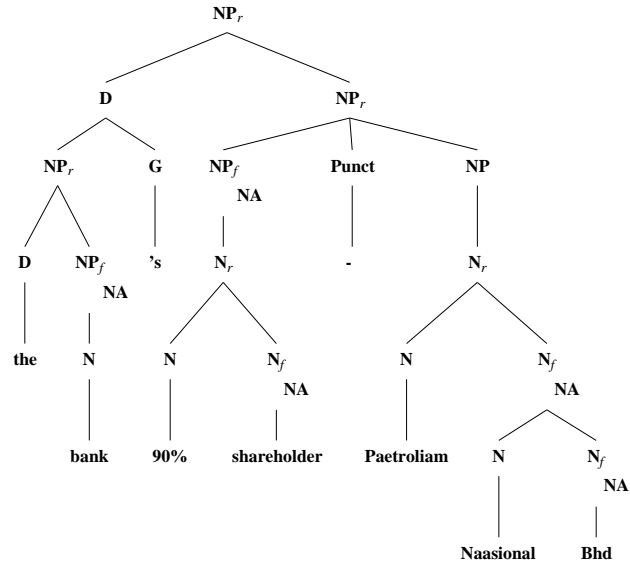 NPr
D NPr
NPr G NPf Punct NP
NA
D NPf 's Nr - Nr
NA
the N N Nf N Nf
NA NA
bank 90% shareholder Paetroliam N Nf
NA
Naasional Bhd